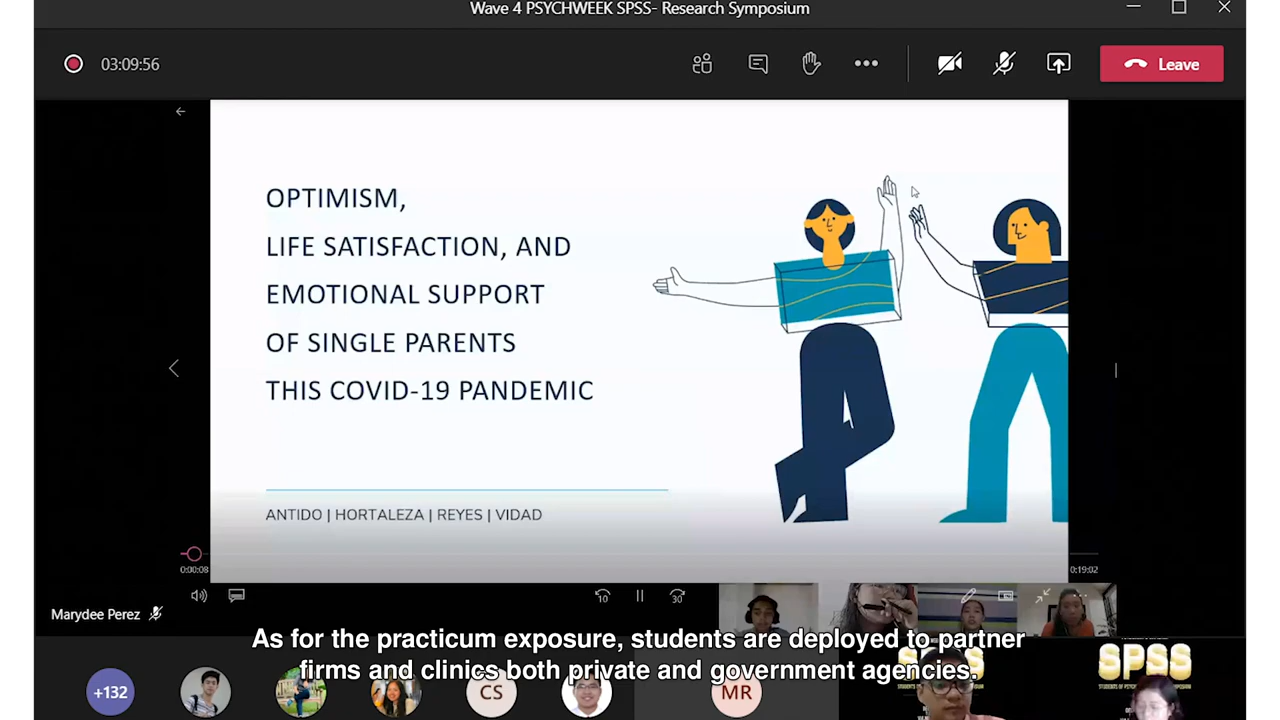 Wave 4 PSYCHWEEK SPSS- Research Symposium
03:09:56
Leave
OPTIMISM,
LIFE SATISFACTION, AND
EMOTIONAL SUPPORT
OF SINGLE PARENTS
THIS COVID-19 PANDEMIC
ANTIDO | HORTALEZA | REYES | VIDAD
0:00:08
0:19:02
10
30
Marydee Perez
As for the practicum exposure, students are deployed to partner
firms and clinics both private and government agencies.
SPSS
SPSS
+132
CS
MR